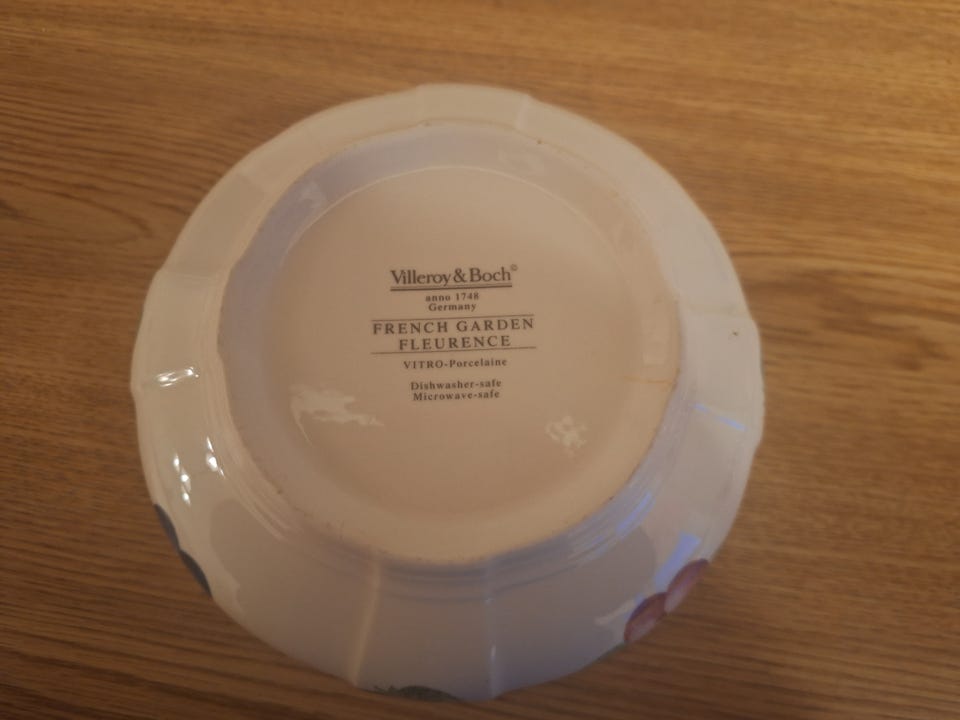 Villeroy & Boch©
anno 1748
Germany
FRENCH GARDEN
FLEURENCE
VITRO-Porcelaine
Dishwasher-safe
Microwave-safe